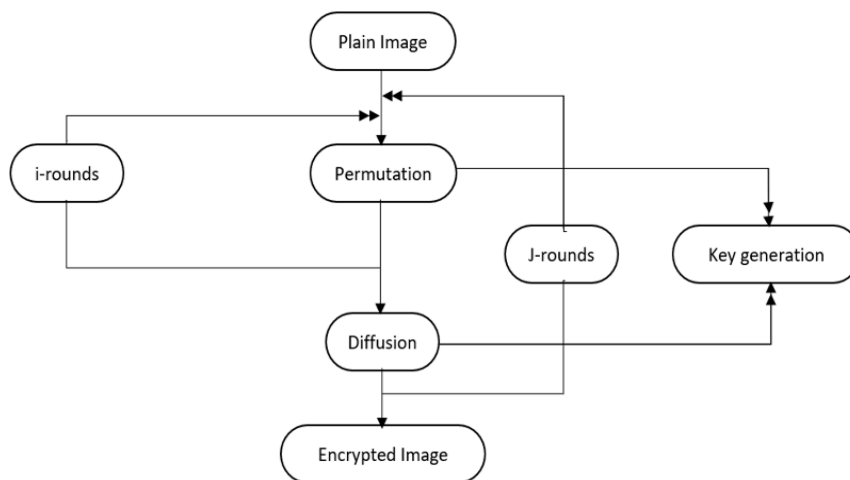 Plain Image
i-rounds
Permutation
J-rounds
Key generation
Diffusion
Encrypted Image